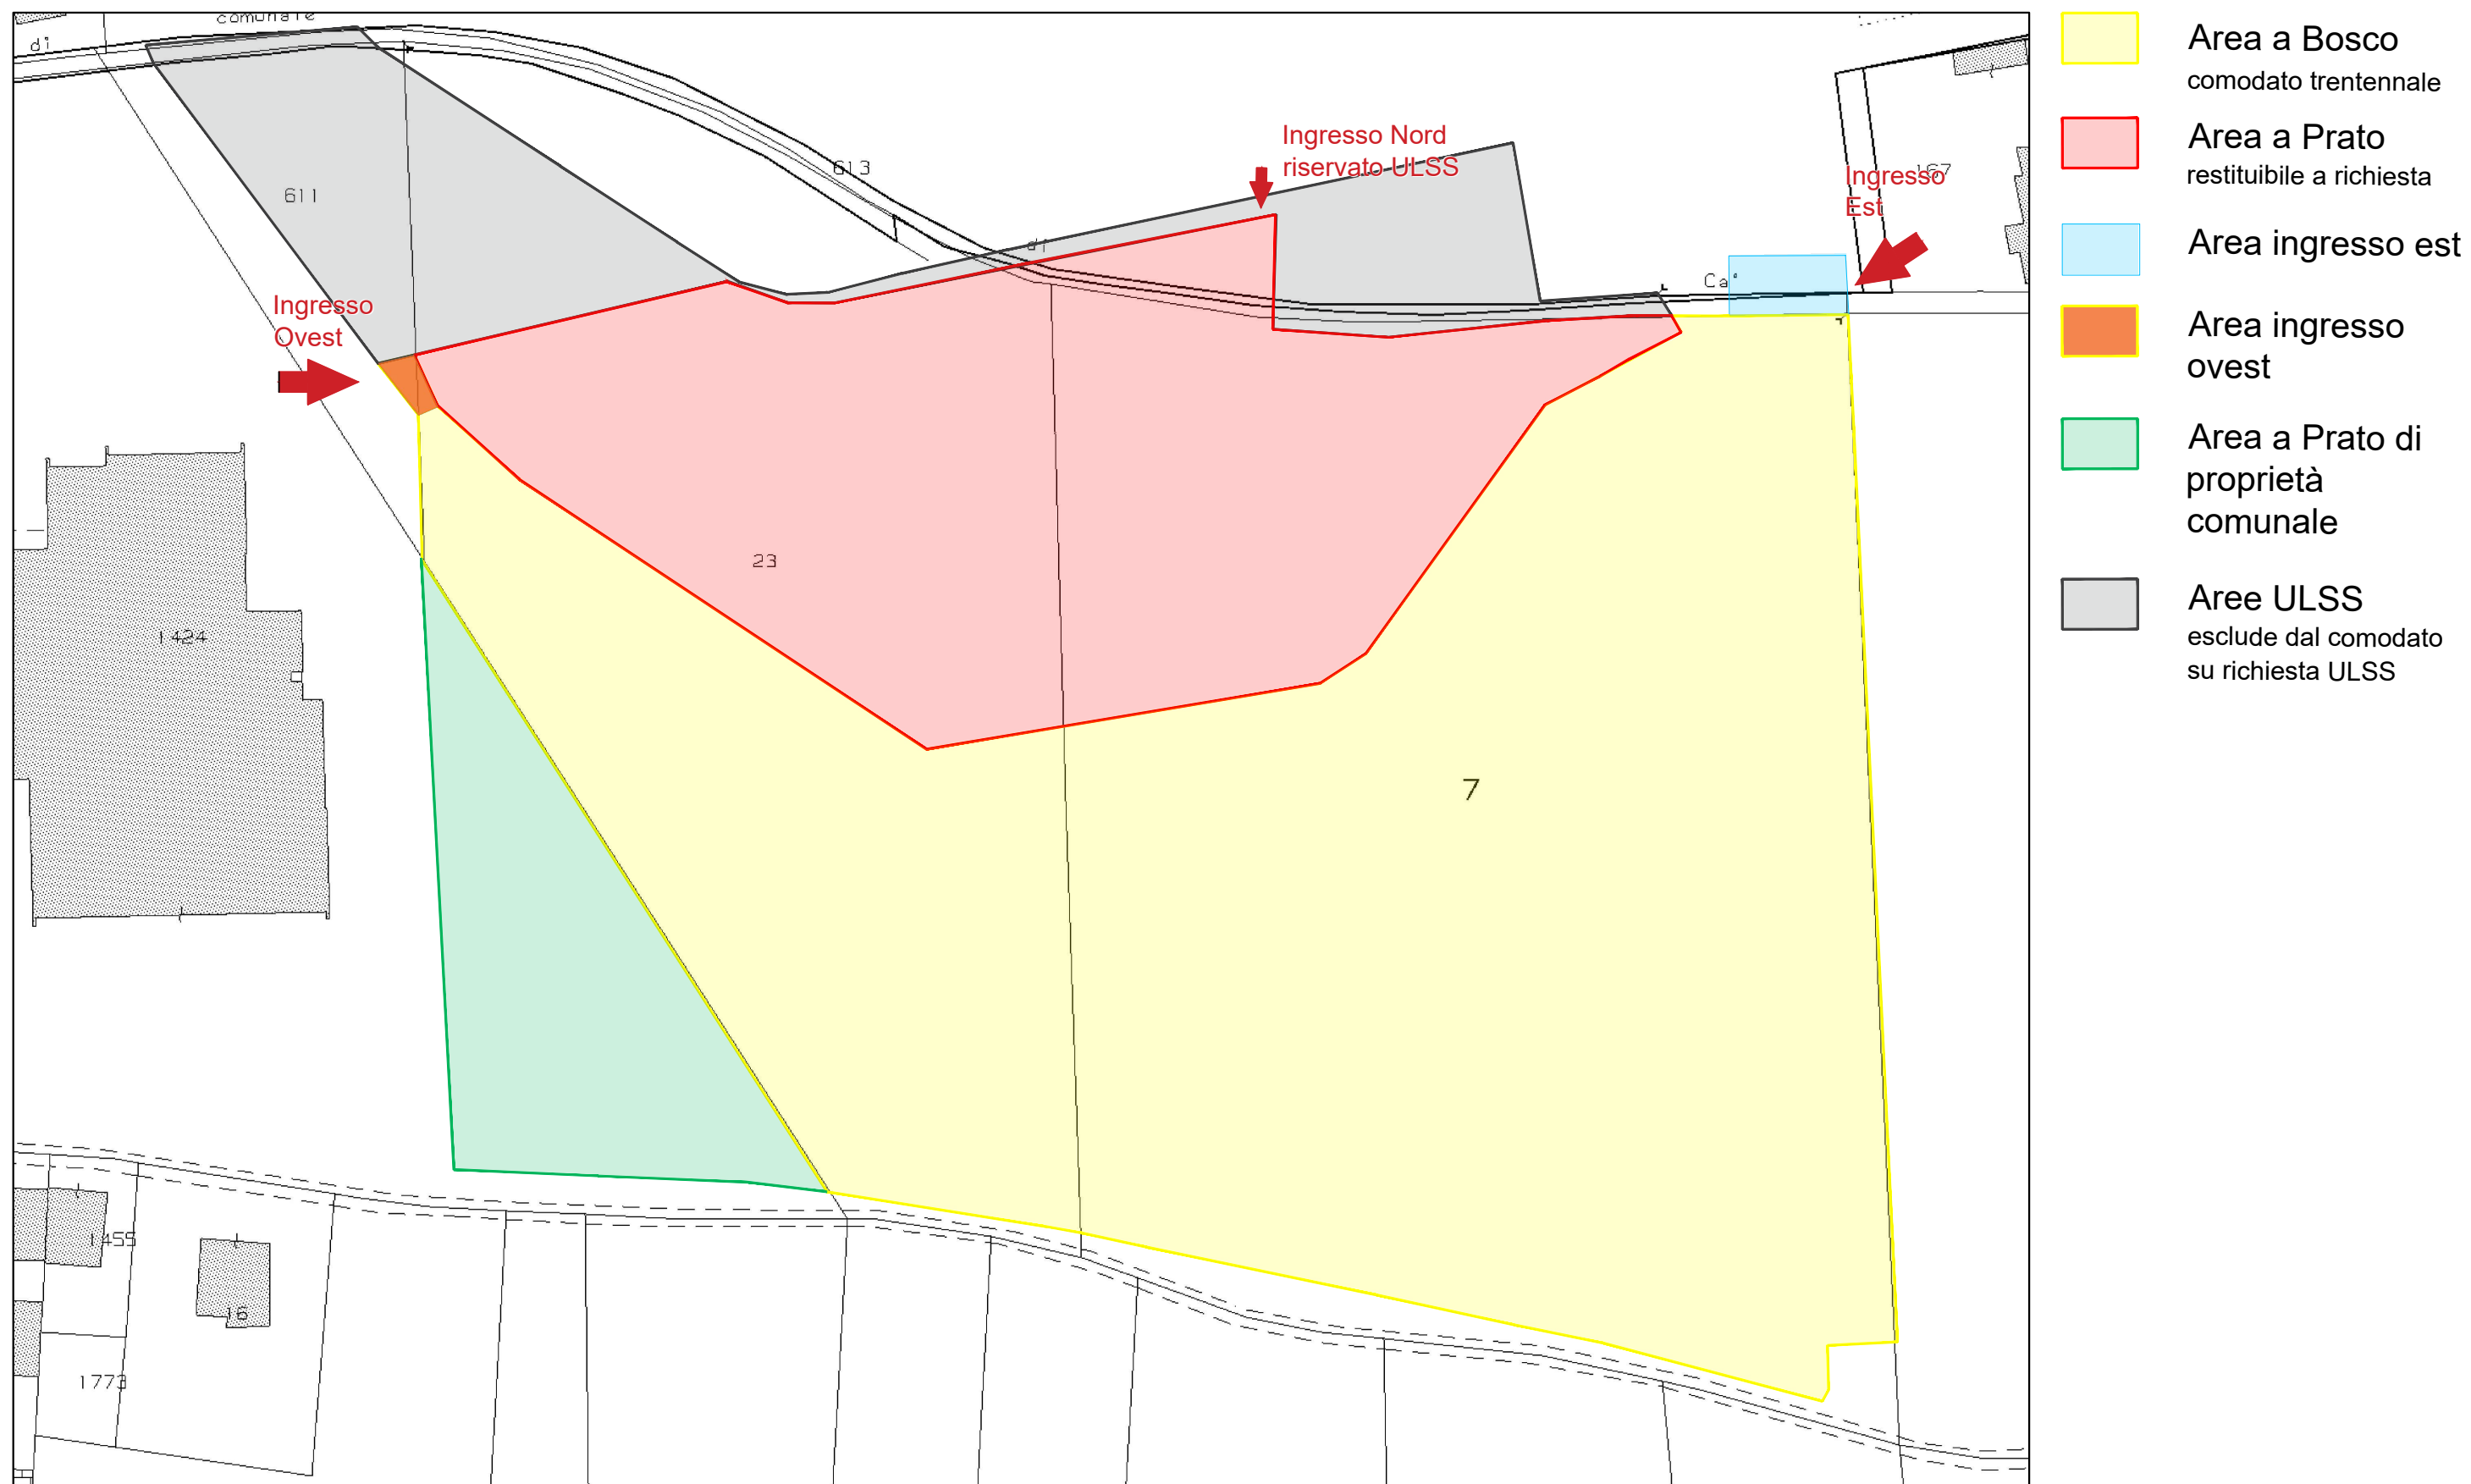 comunale
di
613
611
Ingresso Nord
riservato ULSS
167
Ingresso
Est
di
Ca'
Ingresso
Ovest
23
1424
7
1455
16
1773
Area a Bosco
comodato trentennale
Area a Prato
restituibile a richiesta
Area ingresso est
Area ingresso
ovest
Area a Prato di
proprietà
comunale
Aree ULSS
esclude dal comodato
su richiesta ULSS